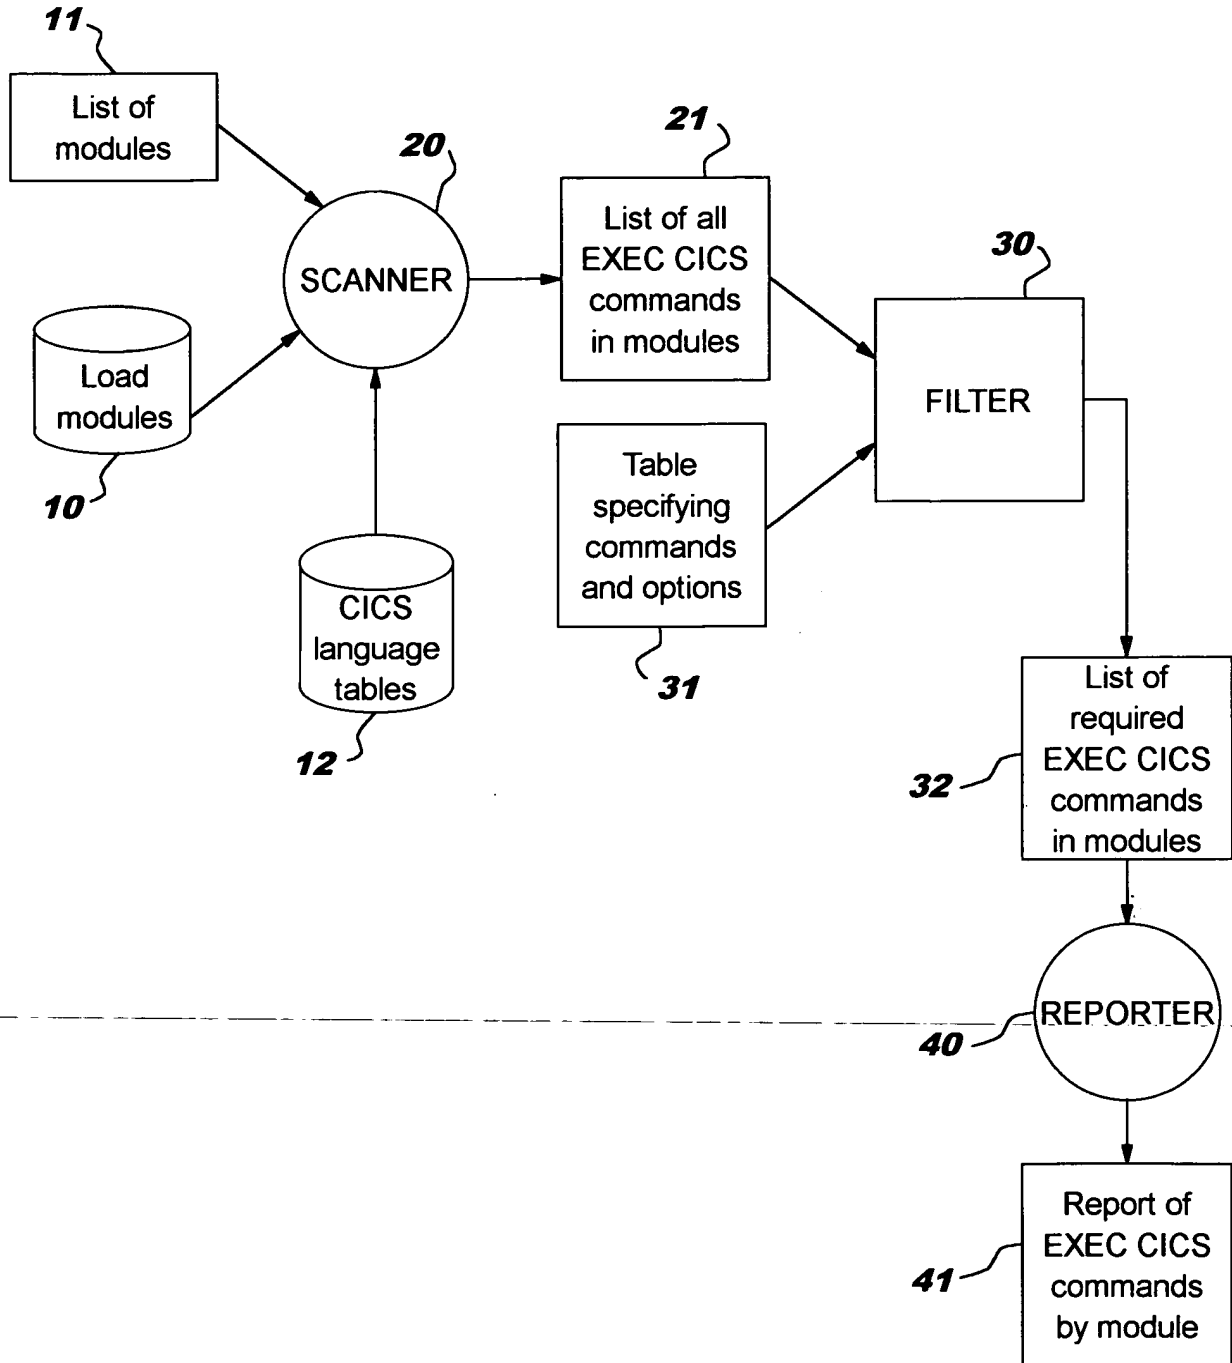 11
List of
modules
20
SCANNER
Load
modules
10
CICS
language
tables
12
21
List of all
EXEC CICS
commands
in modules
Table
specifying
commands
and options
31
30
FILTER
List of
required
EXEC CICS
commands
in modules
32
REPORTER
40
Report of
EXEC CICS
commands
by module
41